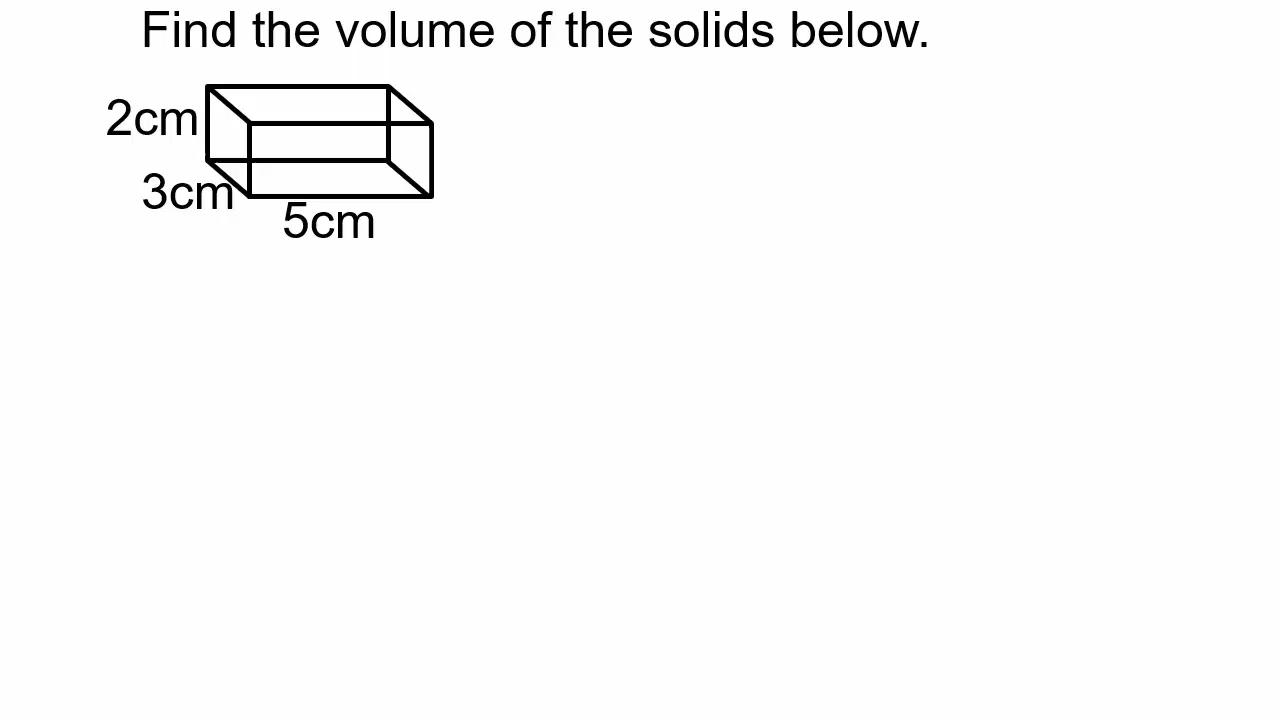 Find the volume of the solids below.
2cm
3cm
5cm